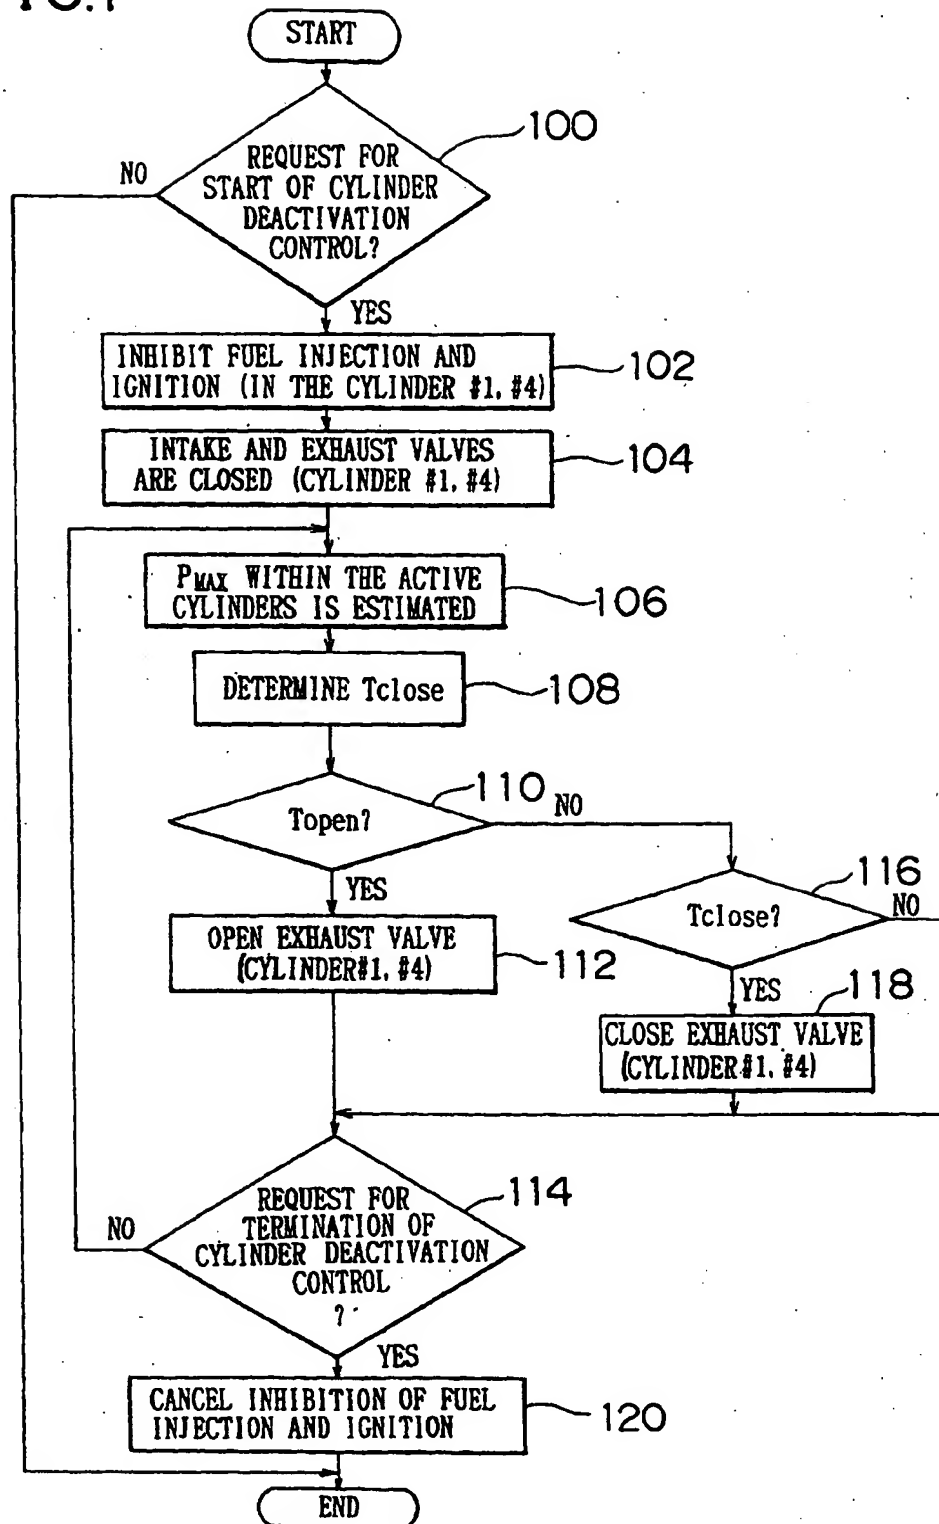 START
100
REQUEST FOR
START OF CYLINDER
DEACTIVATION
CONTROL?
NO
YES
INHIBIT FUEL INJECTION AND
IGNITION (IN THE CYLINDER #1, #4)
102
INTAKE AND EXHAUST VALVES
ARE CLOSED (CYLINDER #1, #4)
104
PMAX WITHIN THE ACTIVE
CYLINDERS IS ESTIMATED
106
DETERMINE Tclose
108
110
Topen?
NO
YES
116
Tclose?
NO
OPEN EXHAUST VALVE
(CYLINDER#1, #4)
112
YES
118
CLOSE EXHAUST VALVE
(CYLINDER#1, #4)
114
REQUEST FOR
TERMINATION OF
CYLINDER DEACTIVATION
CONTROL
?
NO
YES
CANCEL INHIBITION OF FUEL
INJECTION AND IGNITION
120
END